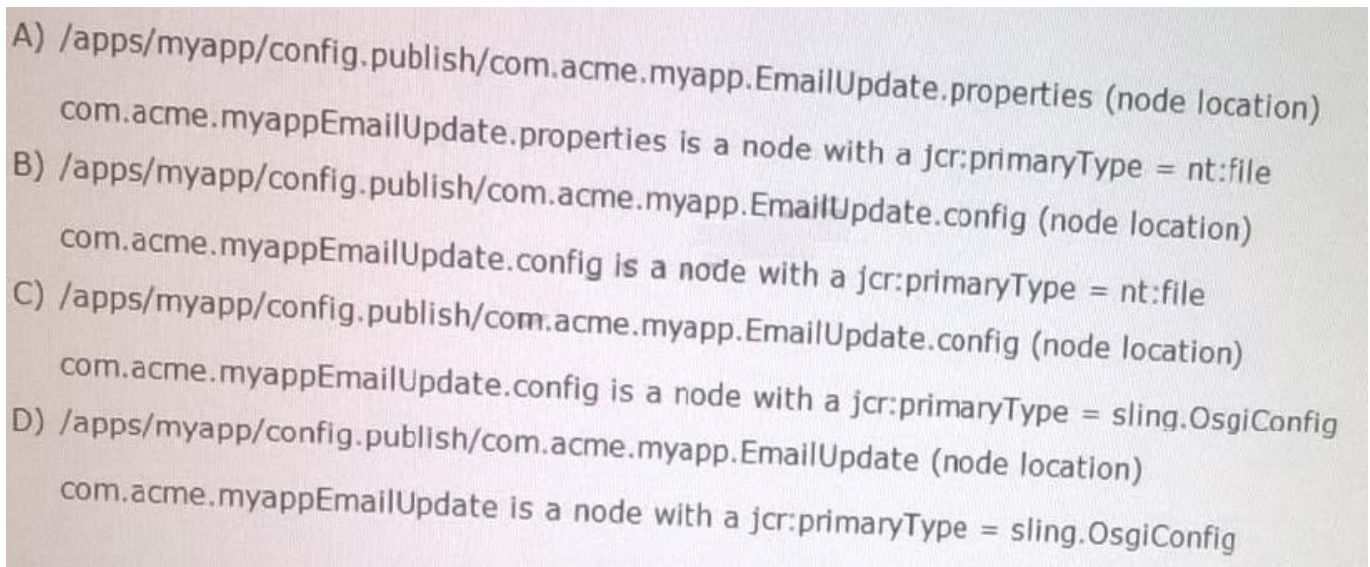 A) /apps/myapp/config.publish/com.acme.myapp.EmailUpdate.properties (node location)
com.acme.myappEmailUpdate.properties is a node with a jcr:primaryType = nt:file
B) /apps/myapp/config.publish/com.acme.myapp.EmailUpdate.config (node location)
com.acme.myappEmailUpdate.config is a node with a jcr:primaryType = nt:file
C) /apps/myapp/config.publish/com.acme.myapp.EmailUpdate.config (node location)
com.acme.myappEmailUpdate.config is a node with a jcr:primaryType = sling.OsgiConfig
D) /apps/myapp/config.publish/com.acme.myapp.EmailUpdate (node location)
com.acme.myappEmailUpdate is a node with a jcr:primaryType = sling.OsgiConfig